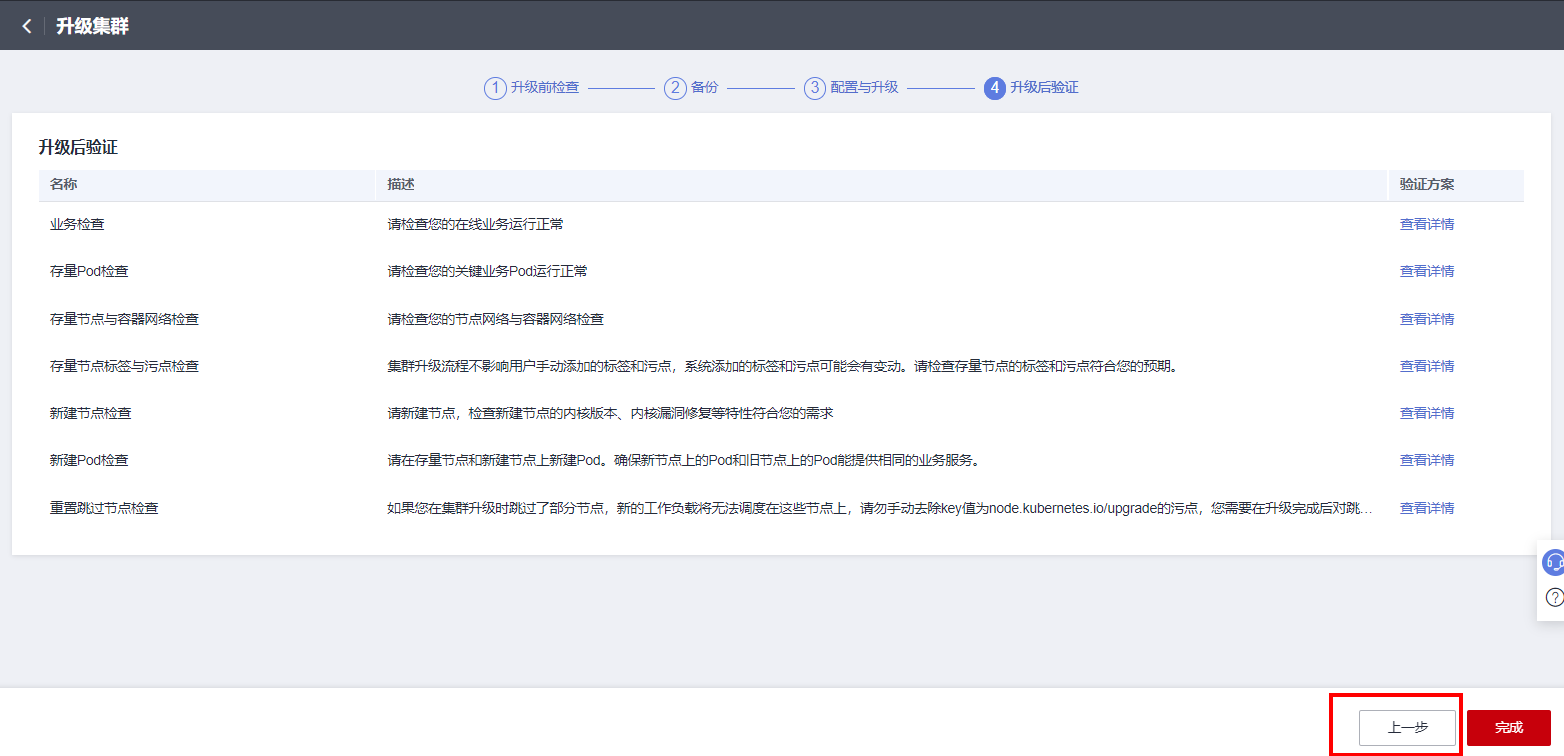 升级集群
1 升级前检查 2 备份 3 配置与升级 4 升级后验证
升级后验证
名称 描述 验证方案
业务检查 请检查您的在线业务运行正常 查看详情
存量Pod检查 请检查您的关键业务Pod运行正常 查看详情
存量节点与容器网络检查 请检查您的节点网络与容器网络检查 查看详情
存量节点标签与污点检查 集群升级流程不影响用户手动添加的标签和污点，系统添加的标签和污点可能会有变动。请检查存量节点的标签和污点符合您的预期。 查看详情
新建节点检查 请新建节点，检查新建节点的内核版本、内核漏洞修复等特性符合您的需求 查看详情
新建Pod检查 请在存量节点和新建节点上新建Pod。确保新节点上的Pod和旧节点上的Pod能提供相同的业务服务。 查看详情
重置跳过节点检查 如果您在集群升级时跳过了部分节点，新的工作负载将无法调度在这些节点上，请勿手动去除key值为node.kubernetes.io/upgrade的污点，您需要在升级完成后对跳... 查看详情
?
上一步 完成